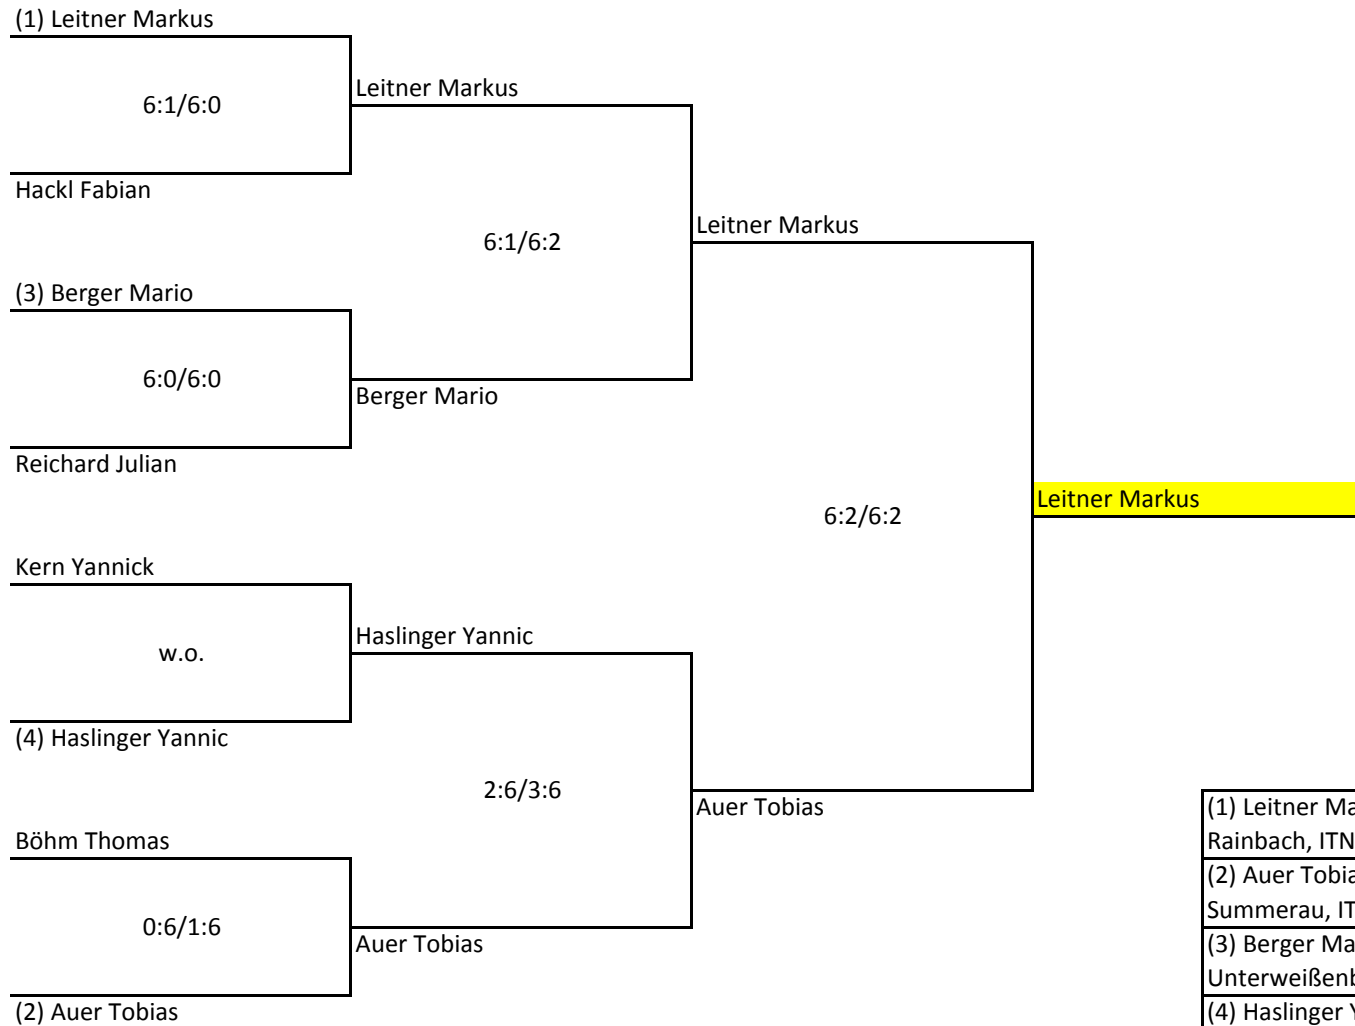 (1) Leitner Markus
Leitner Markus
6:1/6:0
Hackl Fabian
Leitner Markus
6:1/6:2
(3) Berger Mario
6:0/6:0
Berger Mario
Reichard Julian
Leitner Markus
6:2/6:2
Kern Yannick
Haslinger Yannic
w.o.
(4) Haslinger Yannic
2:6/3:6
Auer Tobias
Böhm Thomas
0:6/1:6
Auer Tobias
(2) Auer Tobias
(1) Leitner
Rainbach, ITN
(2) Auer
Summerau,
(3) Berger
(4) Haslinger